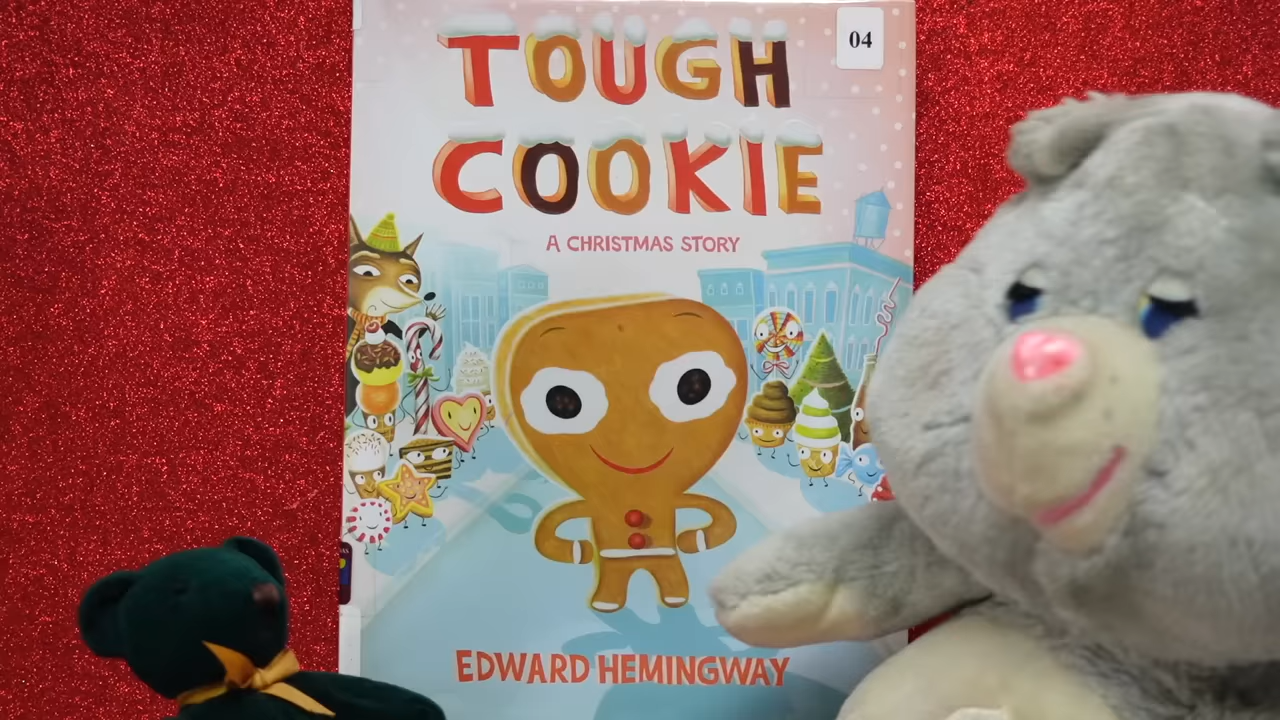 TOUGH
04
COOKIE
A CHRISTMAS STORY
EDWARD HEMINGWAY